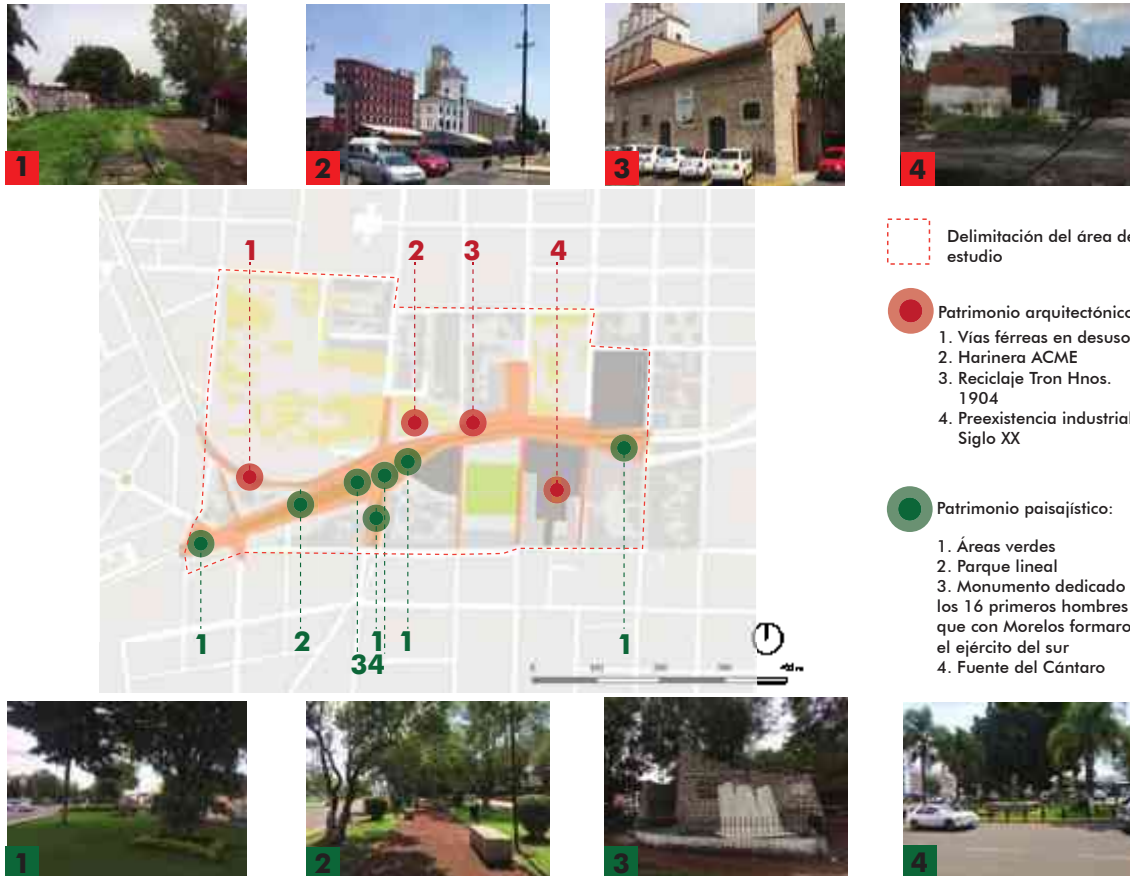 1
2
3
4
1
2
3
4
Delimitación del área de
estudio
Patrimonio arquitectónico
1. Vías férreas en desuso
2. Harinera ACME
3. Reciclaje Tron Hnos.
1904
4. Preexistencia industrial
Siglo XX
Patrimonio paisajístico:
1. Áreas verdes
2. Parque lineal
3. Monumento dedicado
los 16 primeros hombres
que con Morelos formaro
el ejército del sur
4. Fuente del Cántaro
1
2
34
1
1
1
0
1
2
3
4